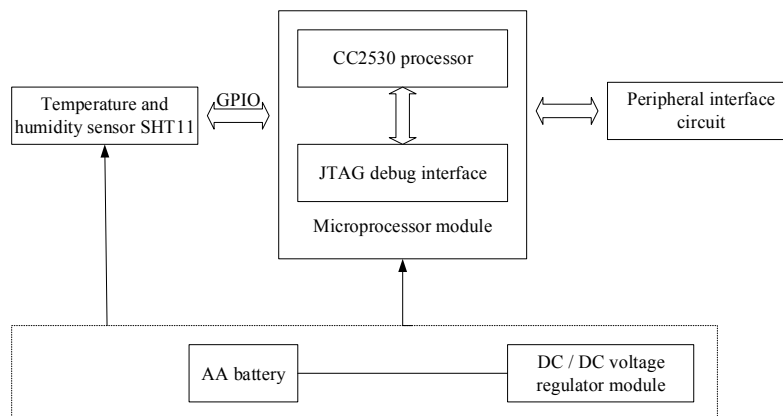 CC2530 processor
GPIO
Temperature and
humidity sensor SHT11
Peripheral interface
circuit
JTAG debug interface
Microprocessor module
AA battery
DC / DC voltage
regulator module